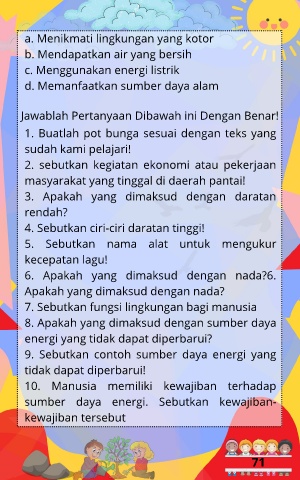 a. Menikmati lingkungan yang kotor
b. Mendapatkan air yang bersih
c. Menggunakan energi listrik
d. Memanfaatkan sumber daya alam
Jawablah Pertanyaan Dibawah ini Dengan Benar!
1. Buatlah pot bunga sesuai dengan teks yang
sudah kami pelajari!
2. sebutkan kegiatan ekonomi atau pekerjaan
masyarakat yang tinggal di daerah pantai!
3. Apakah yang dimaksud dengan daratan
rendah?
4. Sebutkan ciri-ciri daratan tinggi!
5. Sebutkan nama alat untuk mengukur
kecepatan lagu!
6. Apakah yang dimaksud dengan nada?6.
Apakah yang dimaksud dengan nada?
7. Sebutkan fungsi lingkungan bagi manusia
8. Apakah yang dimaksud dengan sumber daya
energi yang tidak dapat diperbarui?
9. Sebutkan contoh sumber daya energi yang
tidak dapat diperbarui!
10. Manusia memiliki kewajiban terhadap
sumber daya energi. Sebutkan kewajiban-
kewajiban tersebut
71